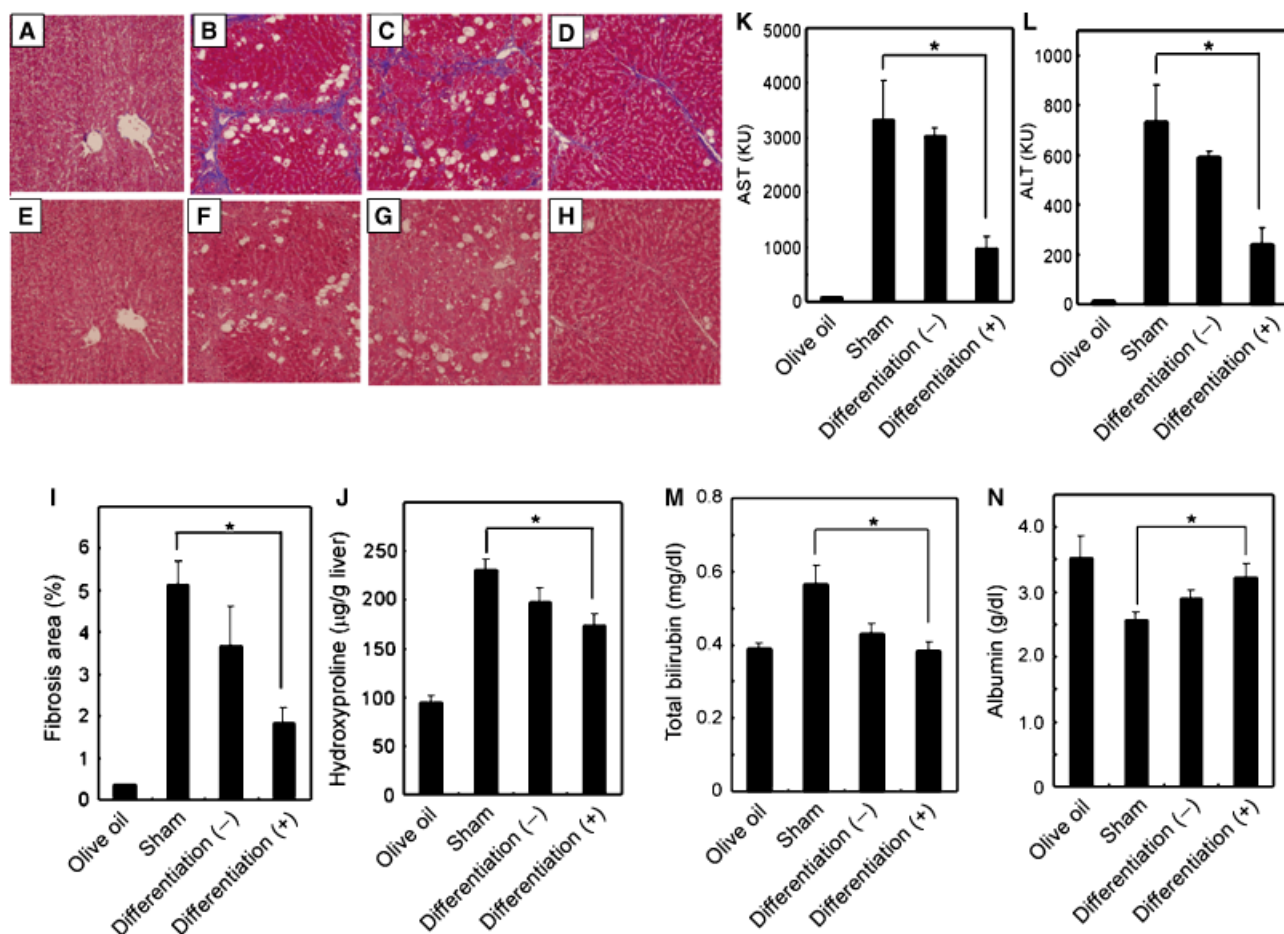 A
B
C
D
E
F
G
H
K
5000
4000
3000
2000
1000
0
AST (KU)
*
Olive oil
Sham
Differentiation (−)
Differentiation (+)
L
1000
800
600
400
200
0
ALT (KU)
*
Olive oil
Sham
Differentiation (−)
Differentiation (+)
I
6
5
4
3
2
1
0
Fibrosis area (%)
*
Olive oil
Sham
Differentiation (−)
Differentiation (+)
J
250
200
150
100
50
0
Hydroxyproline (μg/g liver)
*
Olive oil
Sham
Differentiation (−)
Differentiation (+)
M
0.8
0.6
0.4
0.2
0
Total bilirubin (mg/dl)
*
Olive oil
Sham
Differentiation (−)
Differentiation (+)
N
4.0
3.0
2.0
1.0
0
Albumin (g/dl)
*
Olive oil
Sham
Differentiation (−)
Differentiation (+)